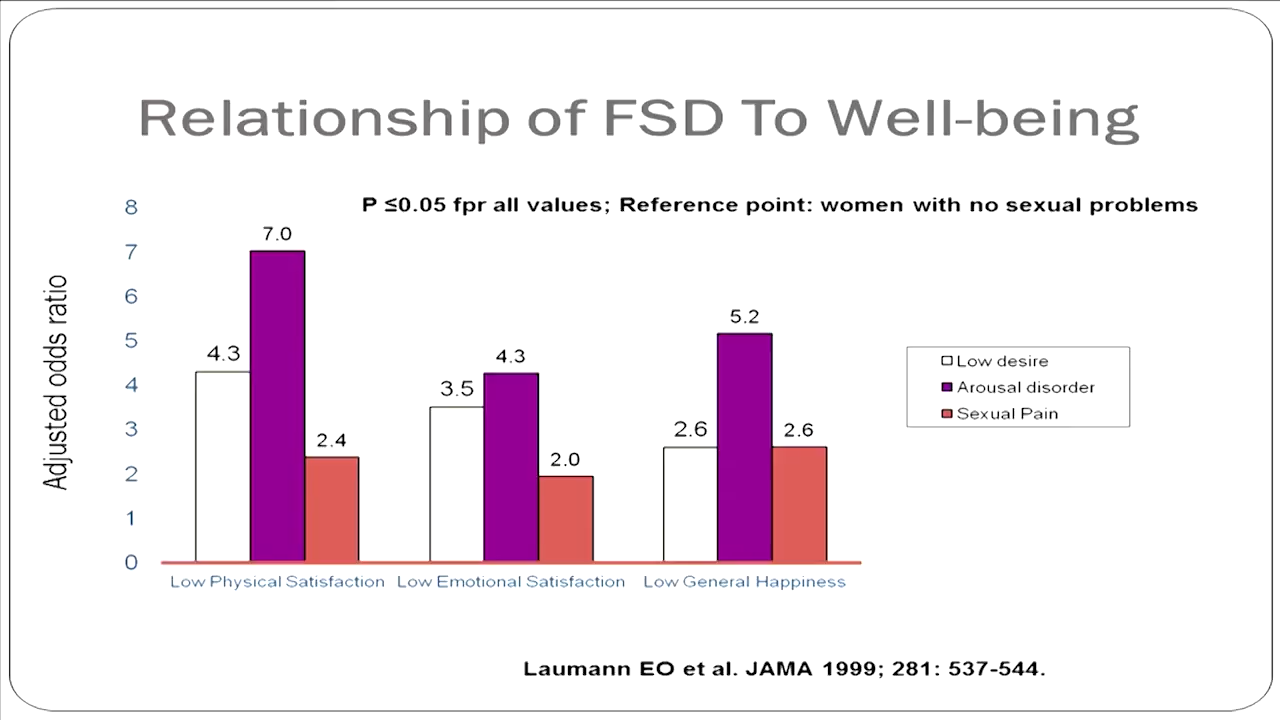 Relationship of FSD To Well-being
P ≤0.05 fpr all values; Reference point: women with no sexual problems
Adjusted odds ratio
8
7
6
5
4
3
2
1
0
4.3
7.0
2.4
3.5
4.3
2.0
2.6
5.2
2.6
Low Physical Satisfaction
Low Emotional Satisfaction
Low General Happiness
Low desire
Arousal disorder
Sexual Pain
Laumann EO et al. JAMA 1999; 281: 537-544.